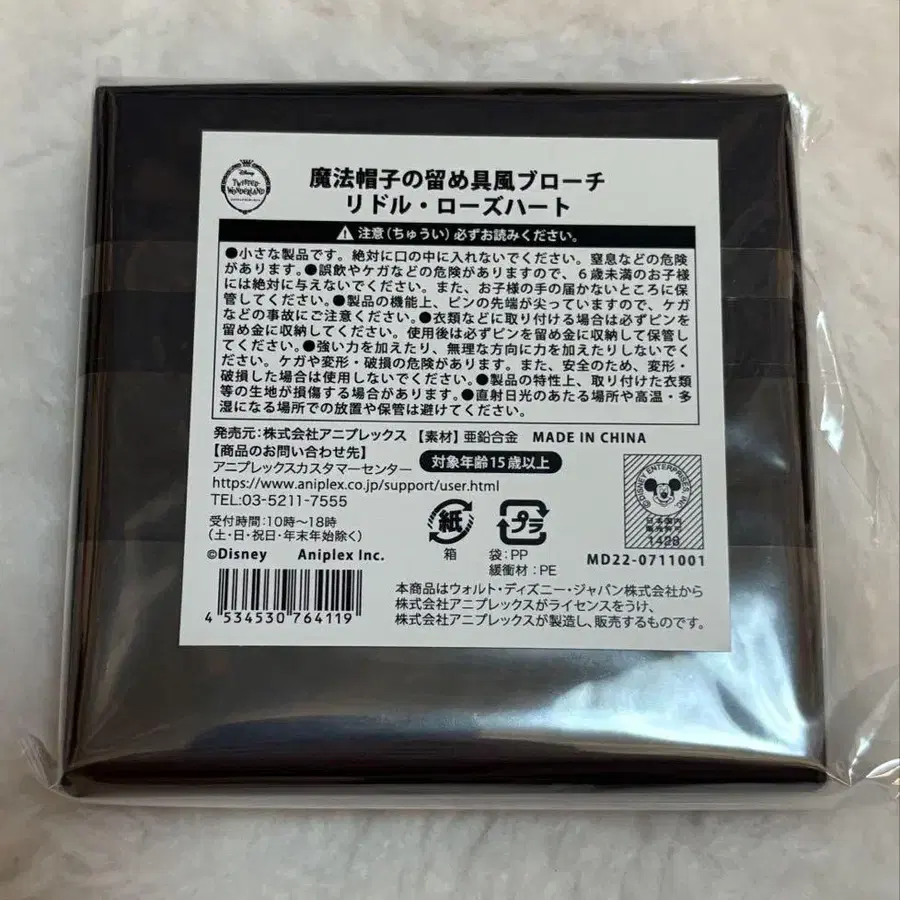 Disney
TWISTED-
WONDERLAND
魔法帽子の留め具風ブローチ
リドル・ローズハート
注意（ちゅうい）必ずお読みください。
●小さな製品です。絶対に口の中に入れないでください。窒息などの危険
があります。●誤飲やケガなどの危険がありますので、6歳未満のお子様
には絶対に与えないでください。また、お子様の手の届かないところに保
管してください。●製品の機能上、ピンの先端が尖っていますので、ケガ
などの事故にご注意ください。●衣類などに取り付ける場合は必ずピンを
留め金に収納してください。使用後は必ずピンを留め金に収納して保管し
てください。●強い力を加えたり、無理な方向に力を加えたりしないでく
ださい。ケガや変形・破損の危険があります。また、安全のため、変形・
破損した場合は使用しないでください。●製品の特性上、取り付けた衣類
等の生地が損傷する場合があります。●直射日光のあたる場所や高温・多
湿になる場所での放置や保管は避けてください。
発売元：株式会社アニプレックス 【素材】亜鉛合金 MADE IN CHINA
【商品のお問い合わせ先】
アニプレックスカスタマーセンター
対象年齢15歳以上
https://www.aniplex.co.jp/support/user.html
TEL:03-5211-7555
受付時間：10時〜18時
（土・日・祝日・年末年始除く）
©Disney Aniplex Inc.
紙
箱
プラ
袋：PP
緩衝材：PE
©DISNEY ENTERPRISES INC
日本国内
販売許可
1428
MD22-0711001
4 534530 764119
本商品はウォルト・ディズニー・ジャパン株式会社から
株式会社アニプレックスがライセンスをうけ、
株式会社アニプレックスが製造し、販売するものです。